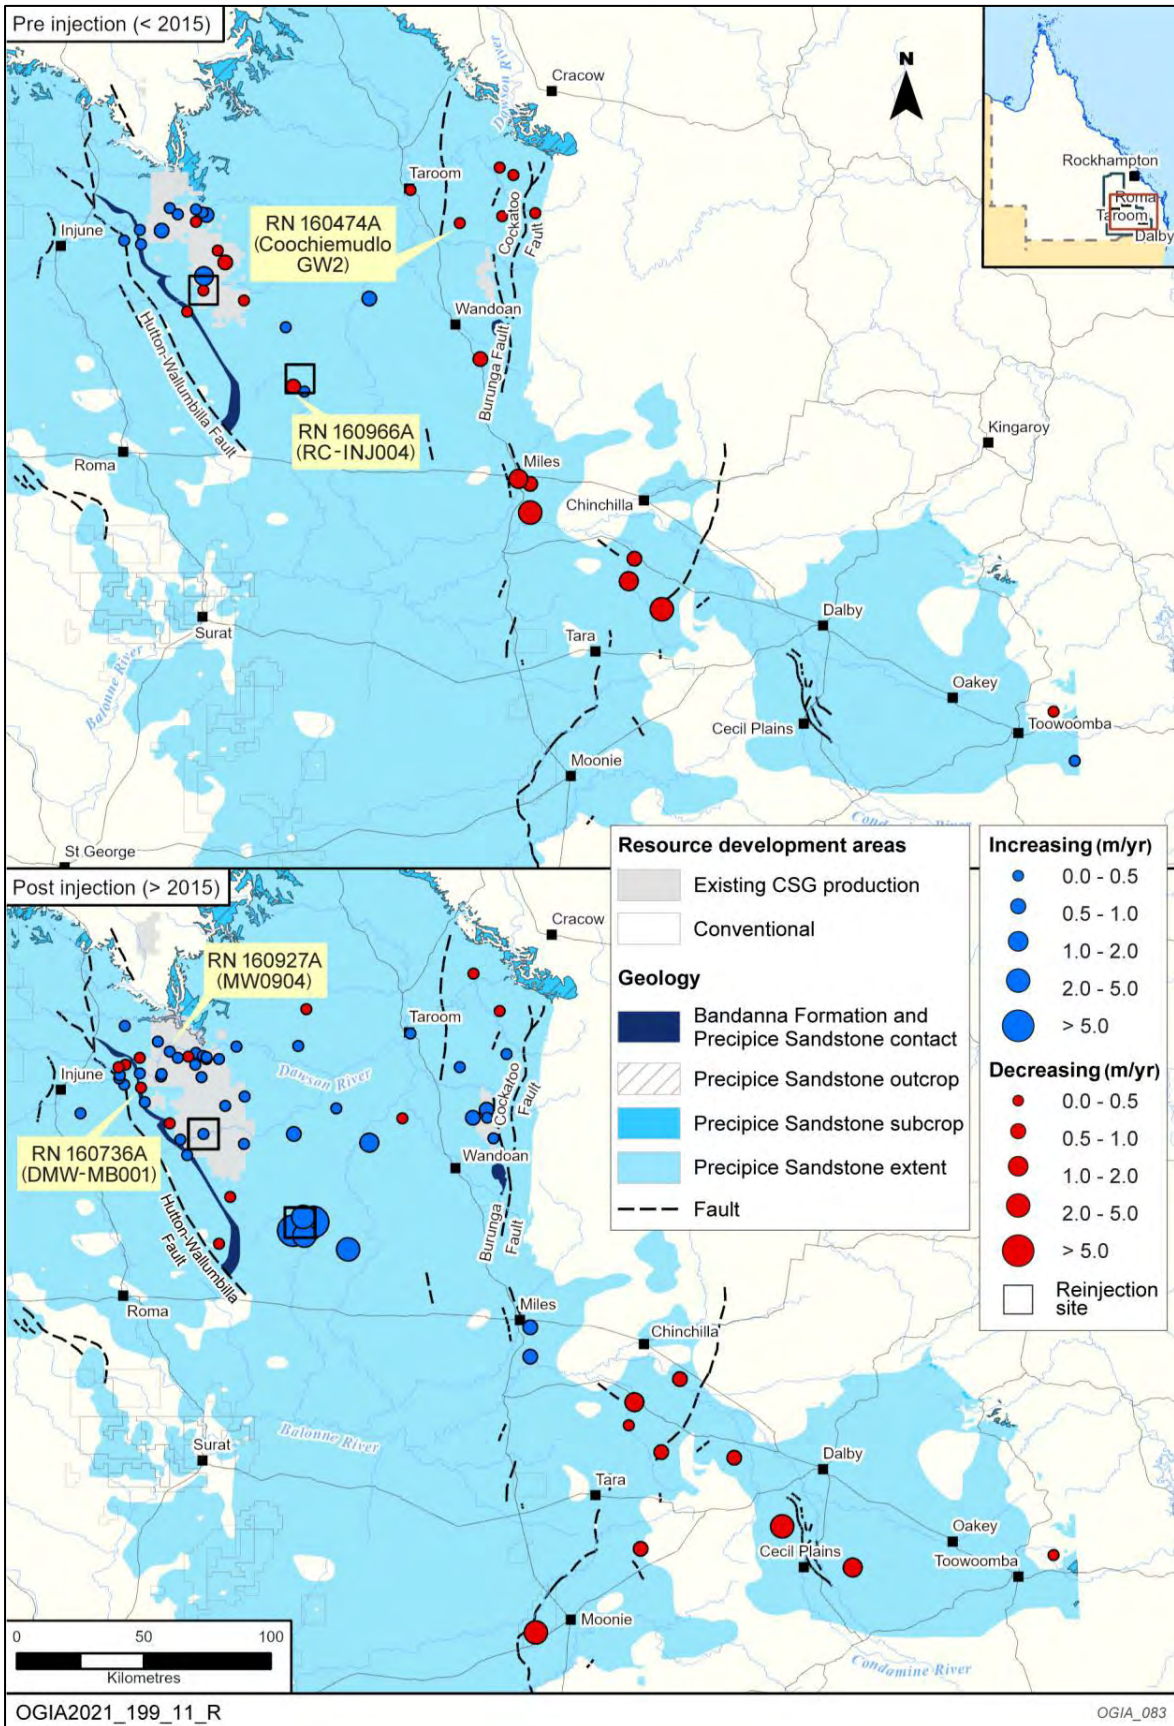 Pre injection (< 2015)
Cracow
N
Dawson River
Rockhampton
Roma
Taroom
Dalby
Taroom
RN 160474A
(Coochiemudlo
GW2)
Cockatoo
Fault
Injune
Wandoan
Hutton-Wallumbilla Fault
Burunga Fault
RN 160966A
(RC-INJ004)
Kingaroy
Roma
Miles
Chinchilla
Surat
Dalby
Tara
Balonne River
Oakey
Cecil Plains
Toowoomba
Moonie
St George
Post injection (> 2015)
Resource development areas
Existing CSG production
Conventional
Geology
Bandanna Formation and
Precipice Sandstone contact
Precipice Sandstone outcrop
Precipice Sandstone subcrop
Precipice Sandstone extent
Fault
Increasing (m/yr)
0.0 - 0.5
0.5 - 1.0
1.0 - 2.0
2.0 - 5.0
> 5.0
Decreasing (m/yr)
0.0 - 0.5
0.5 - 1.0
1.0 - 2.0
2.0 - 5.0
> 5.0
Reinjection
site
Cracow
RN 160927A
(MW0904)
Taroom
Injune
Dawson River
Cockatoo
Fault
RN 160736A
(DMW-MB001)
Wandoan
Hutton-Wallumbilla
Fault
Burunga
Fault
Roma
Miles
Chinchilla
Surat
Balonne River
Dalby
Tara
Oakey
Cecil Plains
Toowoomba
Moonie
Condamine River
0 50 100
Kilometres
OGIA2021_199_11_R
OGIA_083